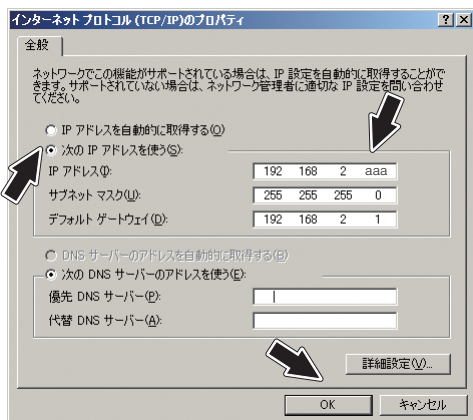 インターネット プロトコル (TCP/IP)のプロパティ
全般
ネットワークでこの機能がサポートされている場合は、IP 設定を自動的に取得することがで
きます。サポートされていない場合は、ネットワーク管理者に適切な IP 設定を問い合わせ
てください。
IP アドレスを自動的に取得する(O)
次の IP アドレスを使う(S):
IP アドレス(I): 192 168 2 aaa
サブネット マスク(U): 255 255 255 0
デフォルト ゲートウェイ(D): 192 168 2 1
DNS サーバーのアドレスを自動的に取得する(B)
次の DNS サーバーのアドレスを使う(E):
優先 DNS サーバー(P):
代替 DNS サーバー(A):
詳細設定(V)...
OK キャンセル